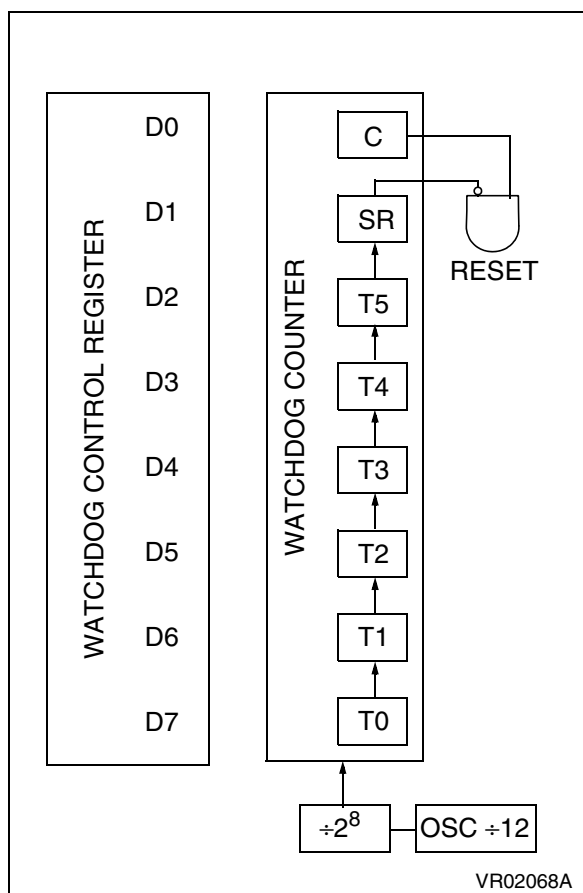 WATCHDOG CONTROL REGISTER
D0
D1
D2
D3
D4
D5
D6
D7
WATCHDOG COUNTER
C
SR
T5
T4
T3
T2
T1
T0
RESET
÷2⁸
OSC ÷12
VR02068A